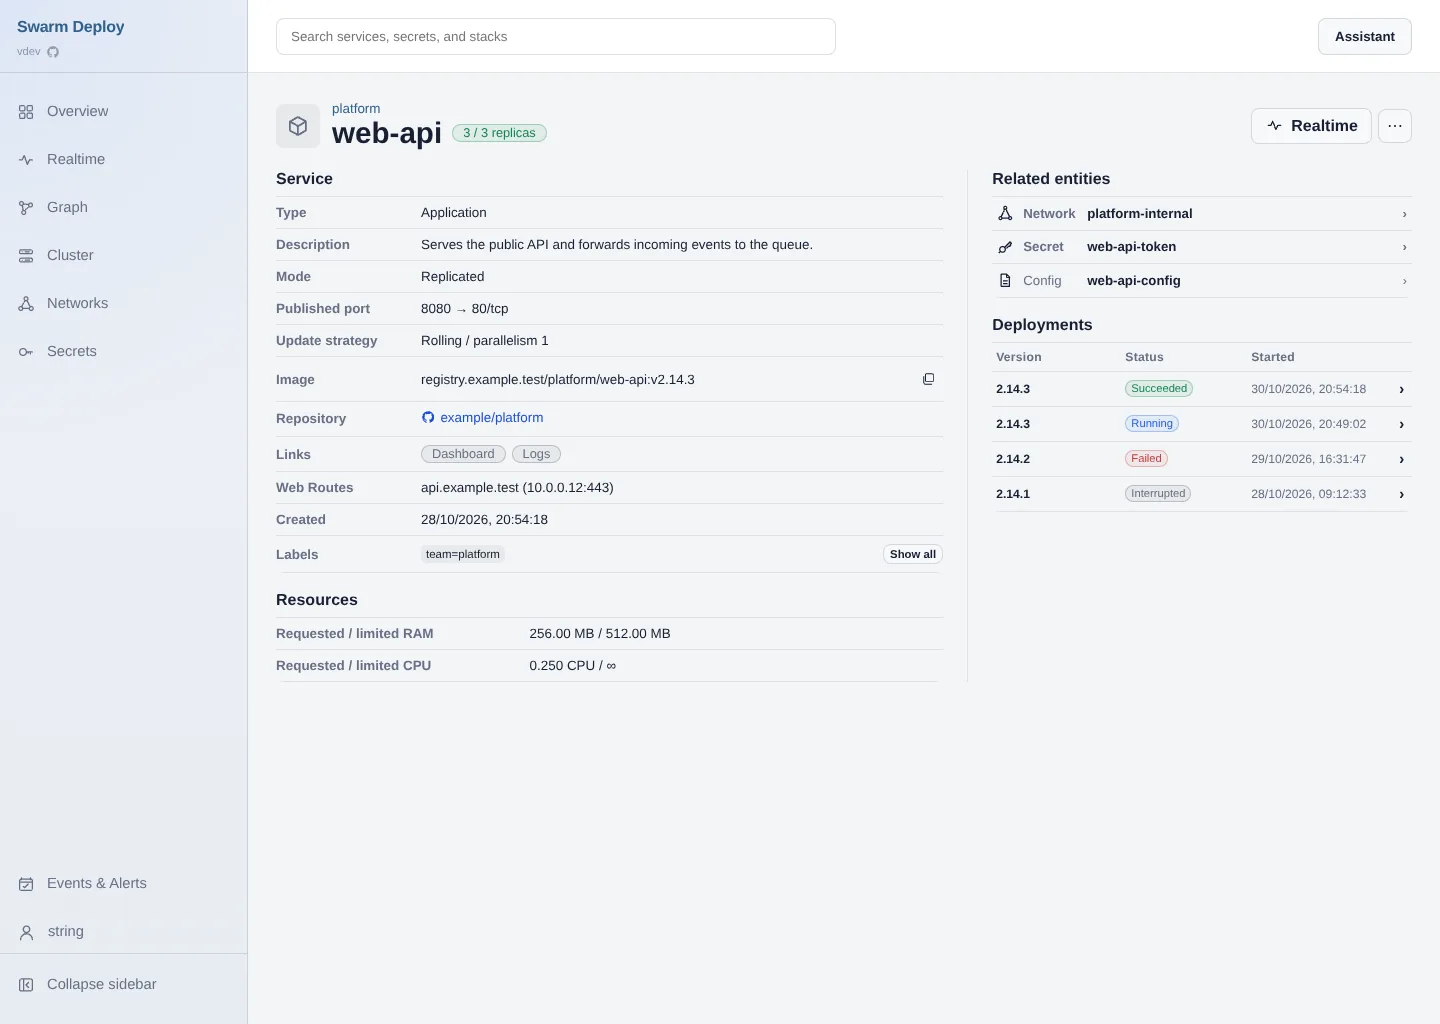 Swarm Deploy
vdev
Search services, secrets, and stacks
Assistant
Overview
Realtime
Graph
Cluster
Networks
Secrets
Events & Alerts
string
Collapse sidebar
platform
web-api 3 / 3 replicas
Realtime ...
Service
Type Application
Description Serves the public API and forwards incoming events to the queue.
Mode Replicated
Published port 8080 → 80/tcp
Update strategy Rolling / parallelism 1
Image registry.example.test/platform/web-api:v2.14.3
Repository example/platform
Links Dashboard Logs
Web Routes api.example.test (10.0.0.12:443)
Created 28/10/2026, 20:54:18
Labels team=platform Show all
Resources
Requested / limited RAM 256.00 MB / 512.00 MB
Requested / limited CPU 0.250 CPU / ∞
Related entities
Network platform-internal ›
Secret web-api-token ›
Config web-api-config ›
Deployments
Version Status Started
2.14.3 Succeeded 30/10/2026, 20:54:18 ›
2.14.3 Running 30/10/2026, 20:49:02 ›
2.14.2 Failed 29/10/2026, 16:31:47 ›
2.14.1 Interrupted 28/10/2026, 09:12:33 ›